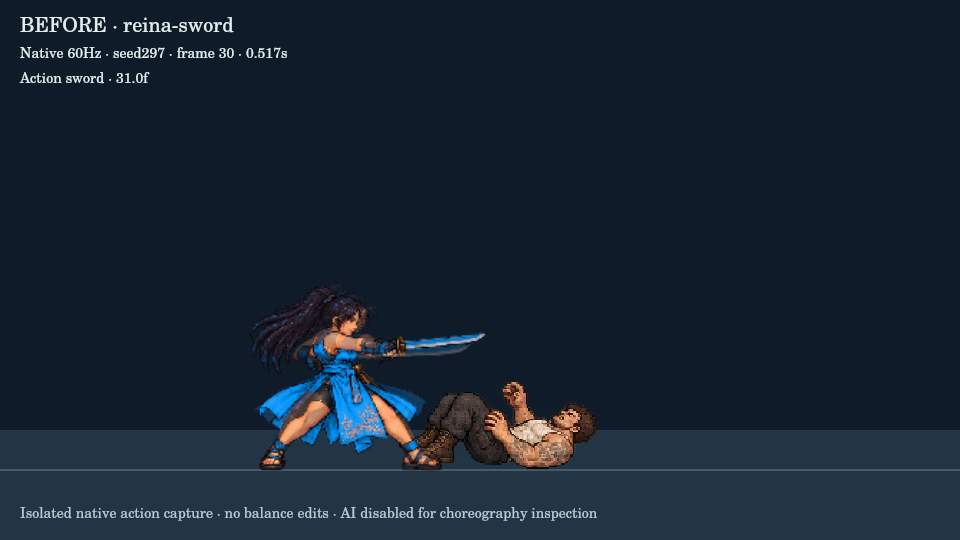 BEFORE · reina-sword
Native 60Hz · seed297 · frame 30 · 0.517s
Action sword · 31.0f
Isolated native action capture · no balance edits · AI disabled for choreography inspection